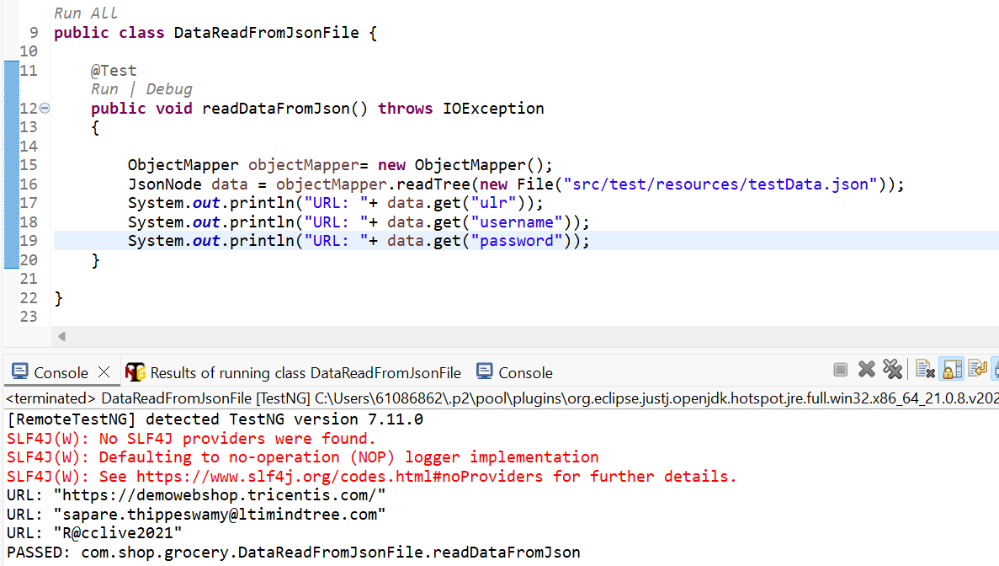 Run All
9 public class DataReadFromJsonFile {
10
11 @Test
Run | Debug
12 public void readDataFromJson() throws IOException
13 {
14
15 ObjectMapper objectMapper= new ObjectMapper();
16 JsonNode data = objectMapper.readTree(new File("src/test/resources/testData.json"));
17 System.out.println("URL: "+ data.get("ulr"));
18 System.out.println("URL: "+ data.get("username"));
19 System.out.println("URL: "+ data.get("password"));
20 }
21
22 }
23
Console Results of running class DataReadFromJsonFile Console
<terminated> DataReadFromJsonFile [TestNG] C:\Users\61086862\.p2\pool\plugins\org.eclipse.justj.openjdk.hotspot.jre.full.win32.x86_64_21.0.8.v202
[RemoteTestNG] detected TestNG version 7.11.0
SLF4J(W): No SLF4J providers were found.
SLF4J(W): Defaulting to no-operation (NOP) logger implementation
SLF4J(W): See https://www.slf4j.org/codes.html#noProviders for further details.
URL: "https://demowebshop.tricentis.com/"
URL: "sapare.thippeswamy@ltimindtree.com"
URL: "R@cclive2021"
PASSED: com.shop.grocery.DataReadFromJsonFile.readDataFromJson